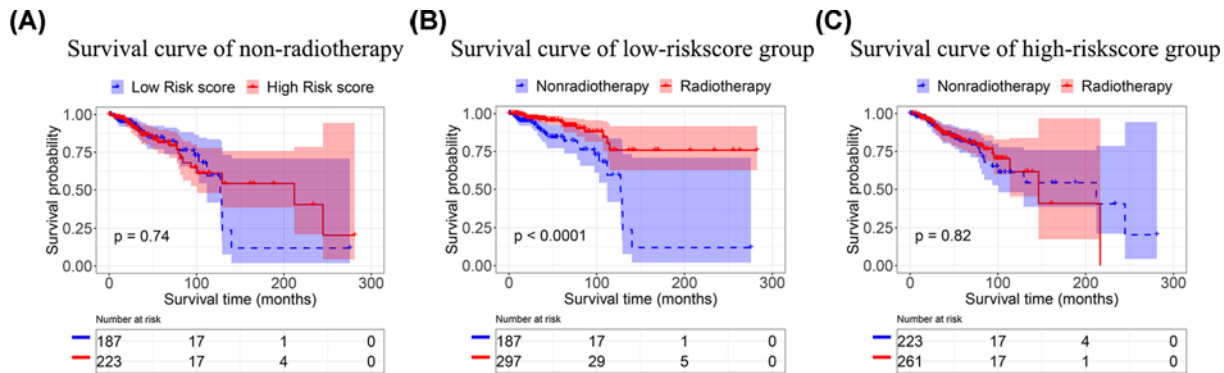 (A)
Survival curve of non-radiotherapy
Low Risk score High Risk score
Survival probability
1.00
0.75
0.50
0.25
0.00
p = 0.74
0 100 200 300
Survival time (months)
Number at risk
187 17 1 0
223 17 4 0
(B)
Survival curve of low-riskscore group
Nonradiotherapy Radiotherapy
Survival probability
1.00
0.75
0.50
0.25
0.00
p < 0.0001
0 100 200 300
Survival time (months)
Number at risk
187 17 1 0
297 29 5 0
(C)
Survival curve of high-riskscore group
Nonradiotherapy Radiotherapy
Survival probability
1.00
0.75
0.50
0.25
0.00
p = 0.82
0 100 200 300
Survival time (months)
Number at risk
223 17 4 0
261 17 1 0